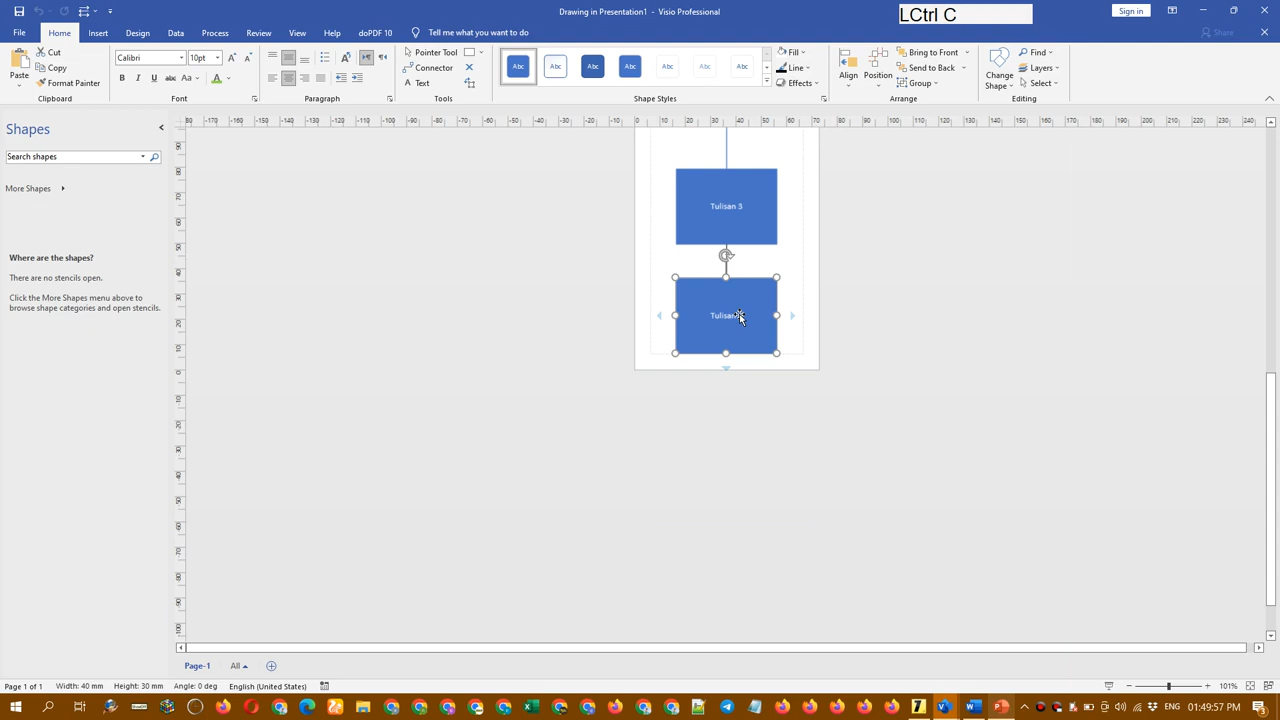 Drawing in Presentation1 - Visio Professional
LCtrl C
Sign in
File Home Insert Design Data Process Review View Help doPDF 10 Tell me what you want to do Share
Paste
Cut
Copy
Format Painter
Clipboard
Calibri 10pt
B I U abc Aa A
Font
Paragraph
Pointer Tool
Connector
A Text
Tools
Abc Abc Abc Abc Abc Abc Abc
Fill
Line
Effects
Shape Styles
Align
Position
Bring to Front
Send to Back
Group
Arrange
Change
Shape
Find
Layers
Select
Editing
Shapes
Search shapes
More Shapes
Where are the shapes?
There are no stencils open.
Click the More Shapes menu above to
browse shape categories and open stencils.
Tulisan 3
Page-1 All
Page 1 of 1 Width: 40 mm Height: 30 mm Angle: 0 deg English (United States) 101%
ENG 01:49:57 PM